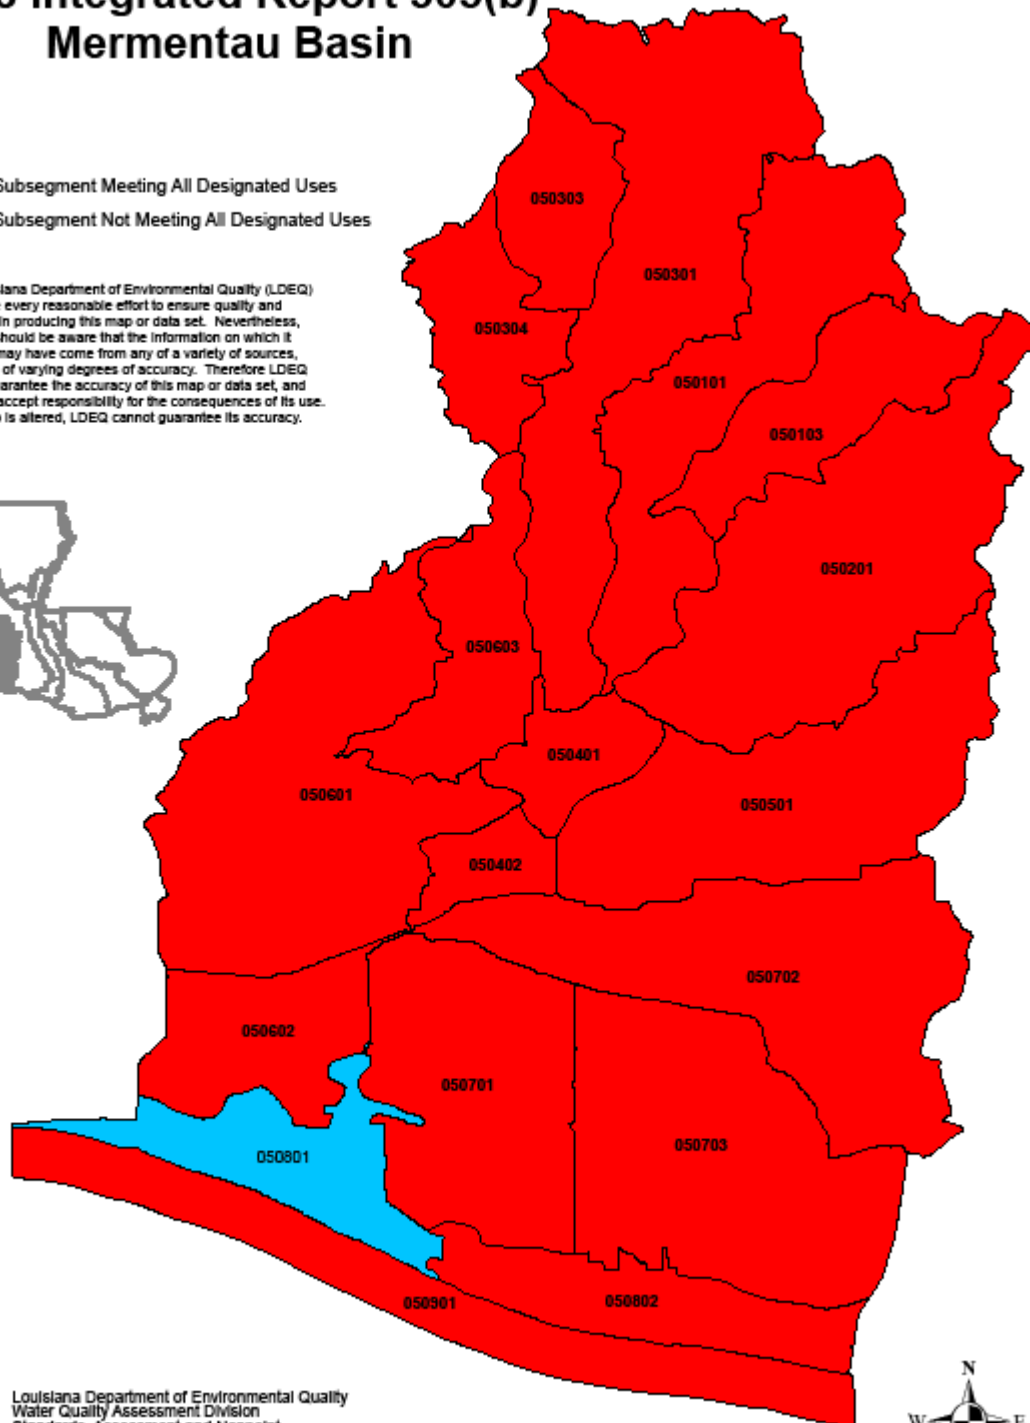 Integrated Report
Mermentau Basin
Subsegment Meeting All Designated Uses
Subsegment Not Meeting All Designated Uses
Department of Environmental Quality (LDEQ)
every reasonable effort to ensure quality and
in producing this map or data set. Nevertheless,
should be aware that the information on which it
may have come from any of a variety of sources,
of varying degrees of accuracy. Therefore LDEQ
guarantee the accuracy of this map or data set, and
accept responsibility for the consequences of its use.
is altered, LDEQ cannot guarantee its accuracy.
050303
050301
050304
050101
050103
050201
050603
050401
050601
050501
050402
050702
050602
050701
050703
050801
050901
050802
Louisiana Department of Environmental Quality
Water Quality Assessment Division
N
W E